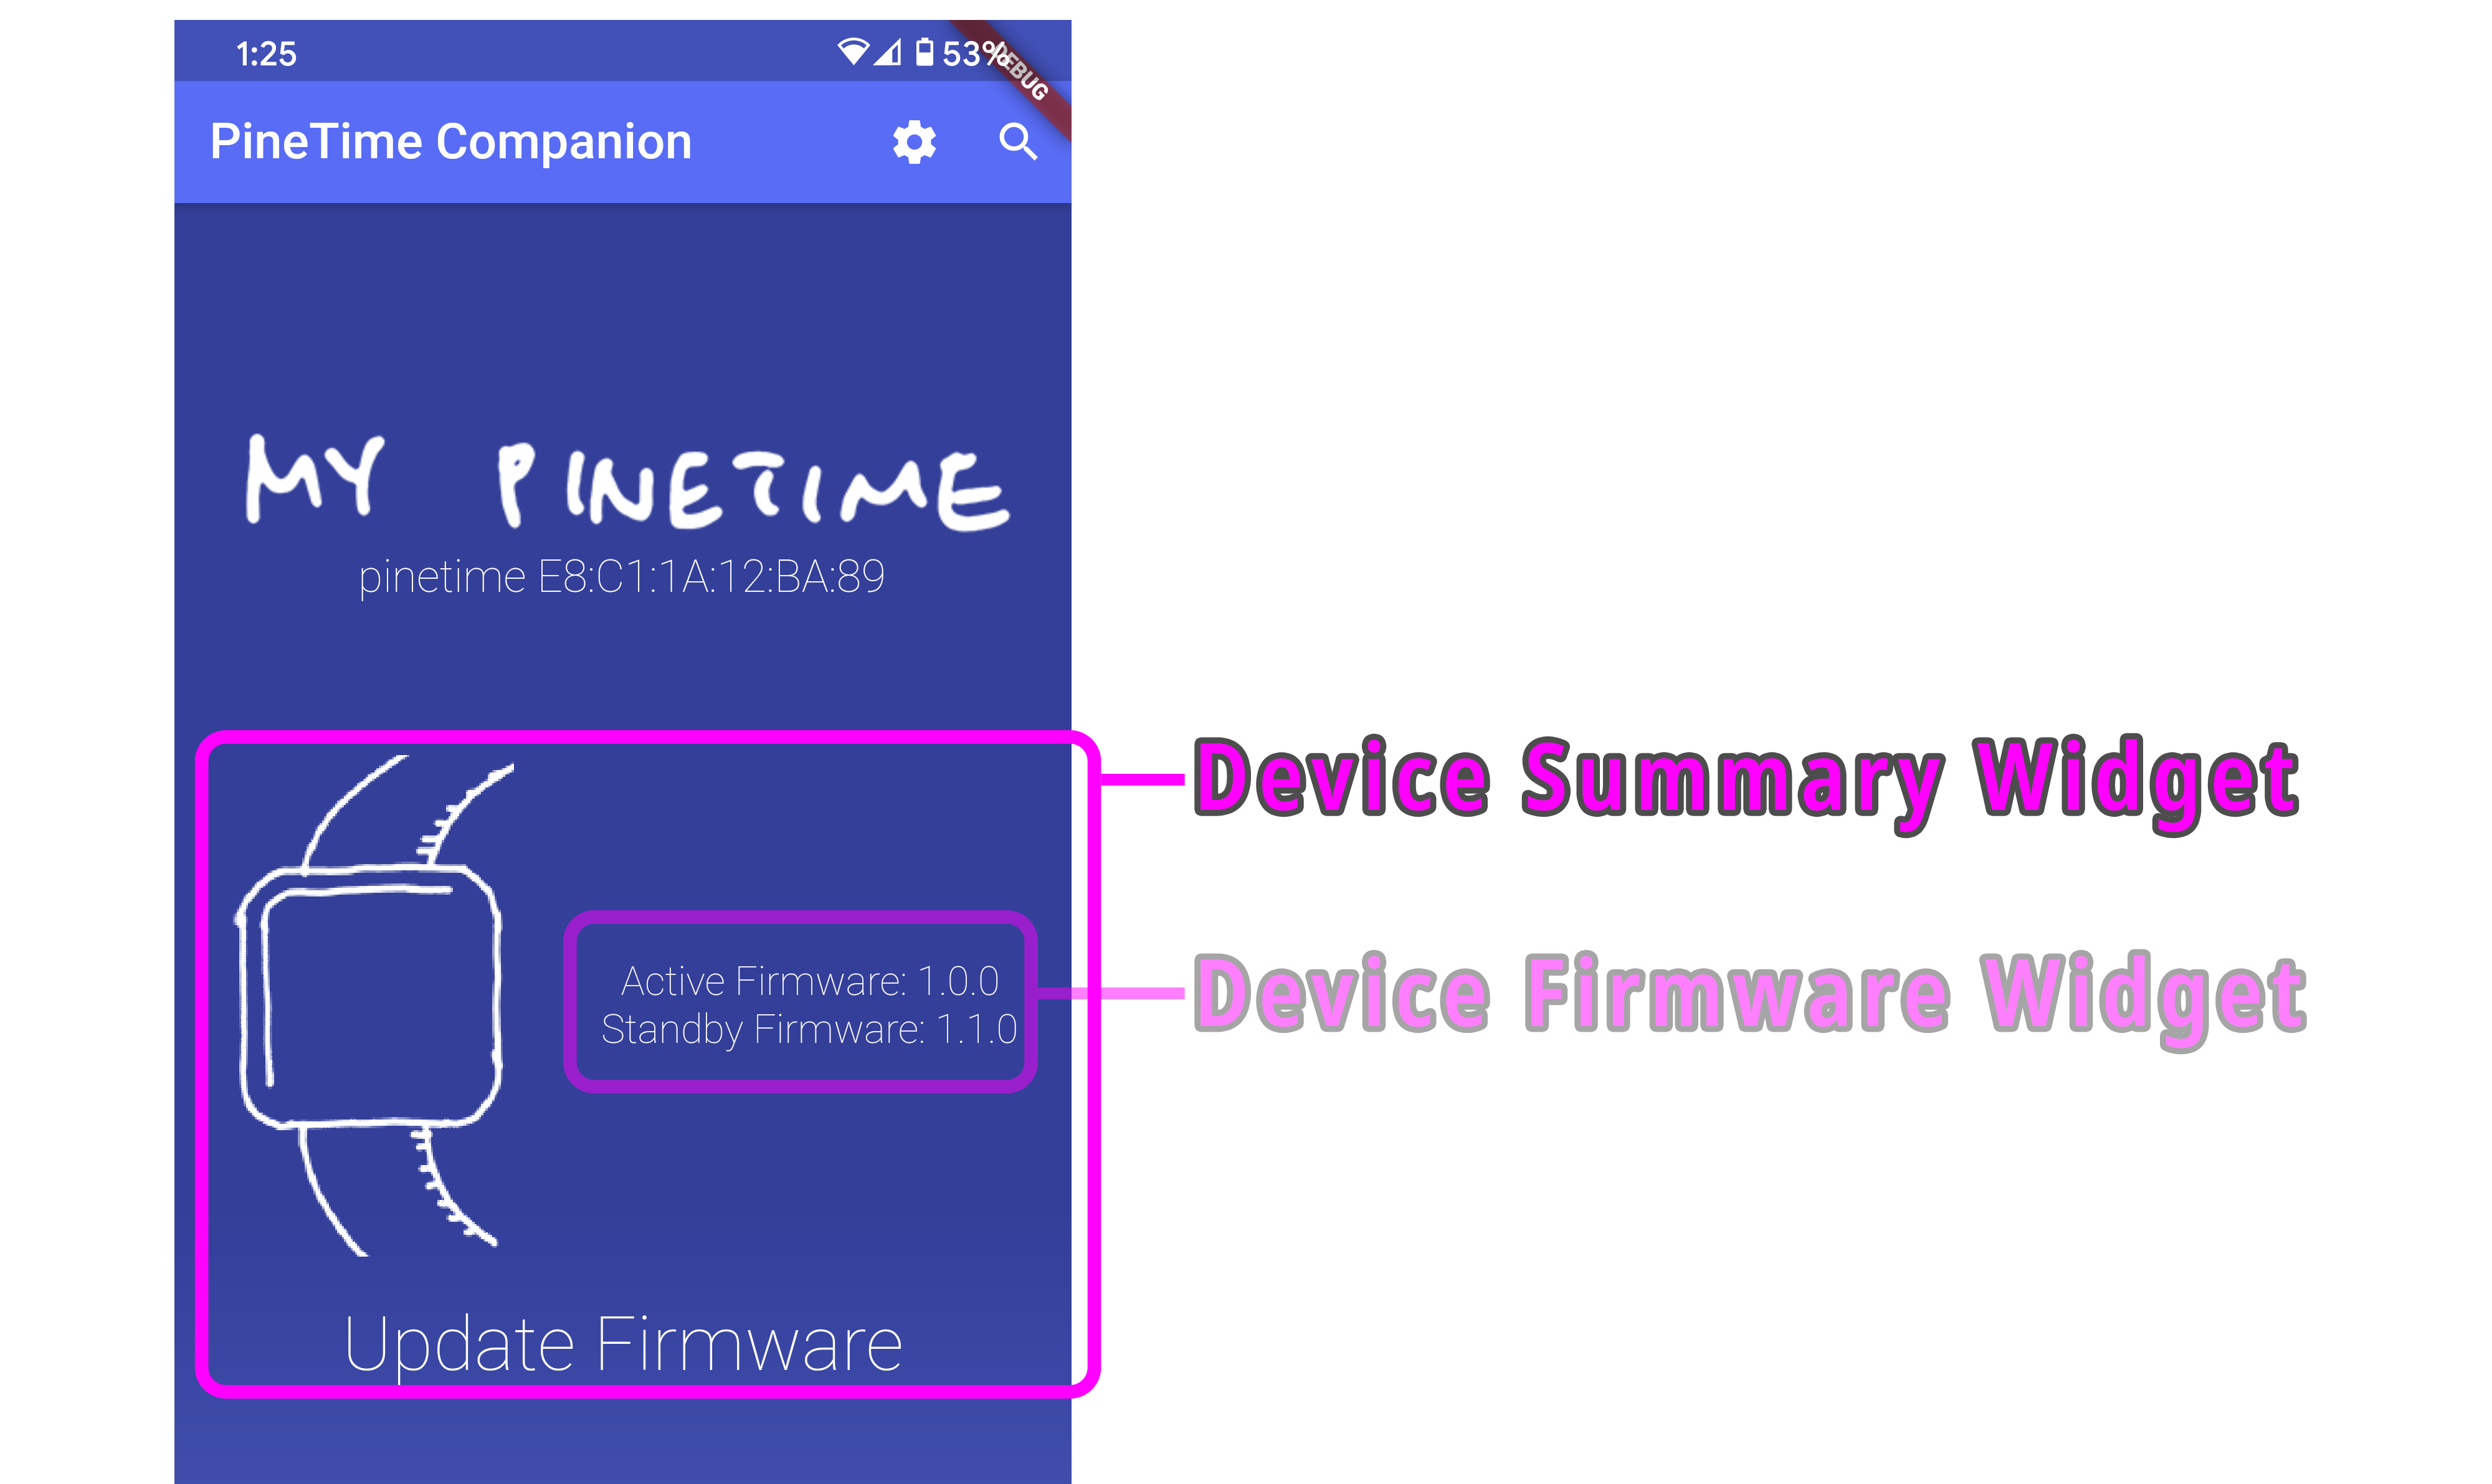 1:25 53%
DEBUG
PineTime Companion
MY PINETIME
pinetime E8:C1:1A:12:BA:89
Device Summary Widget
Active Firmware: 1.0.0
Standby Firmware: 1.1.0
Device Firmware Widget
Update Firmware